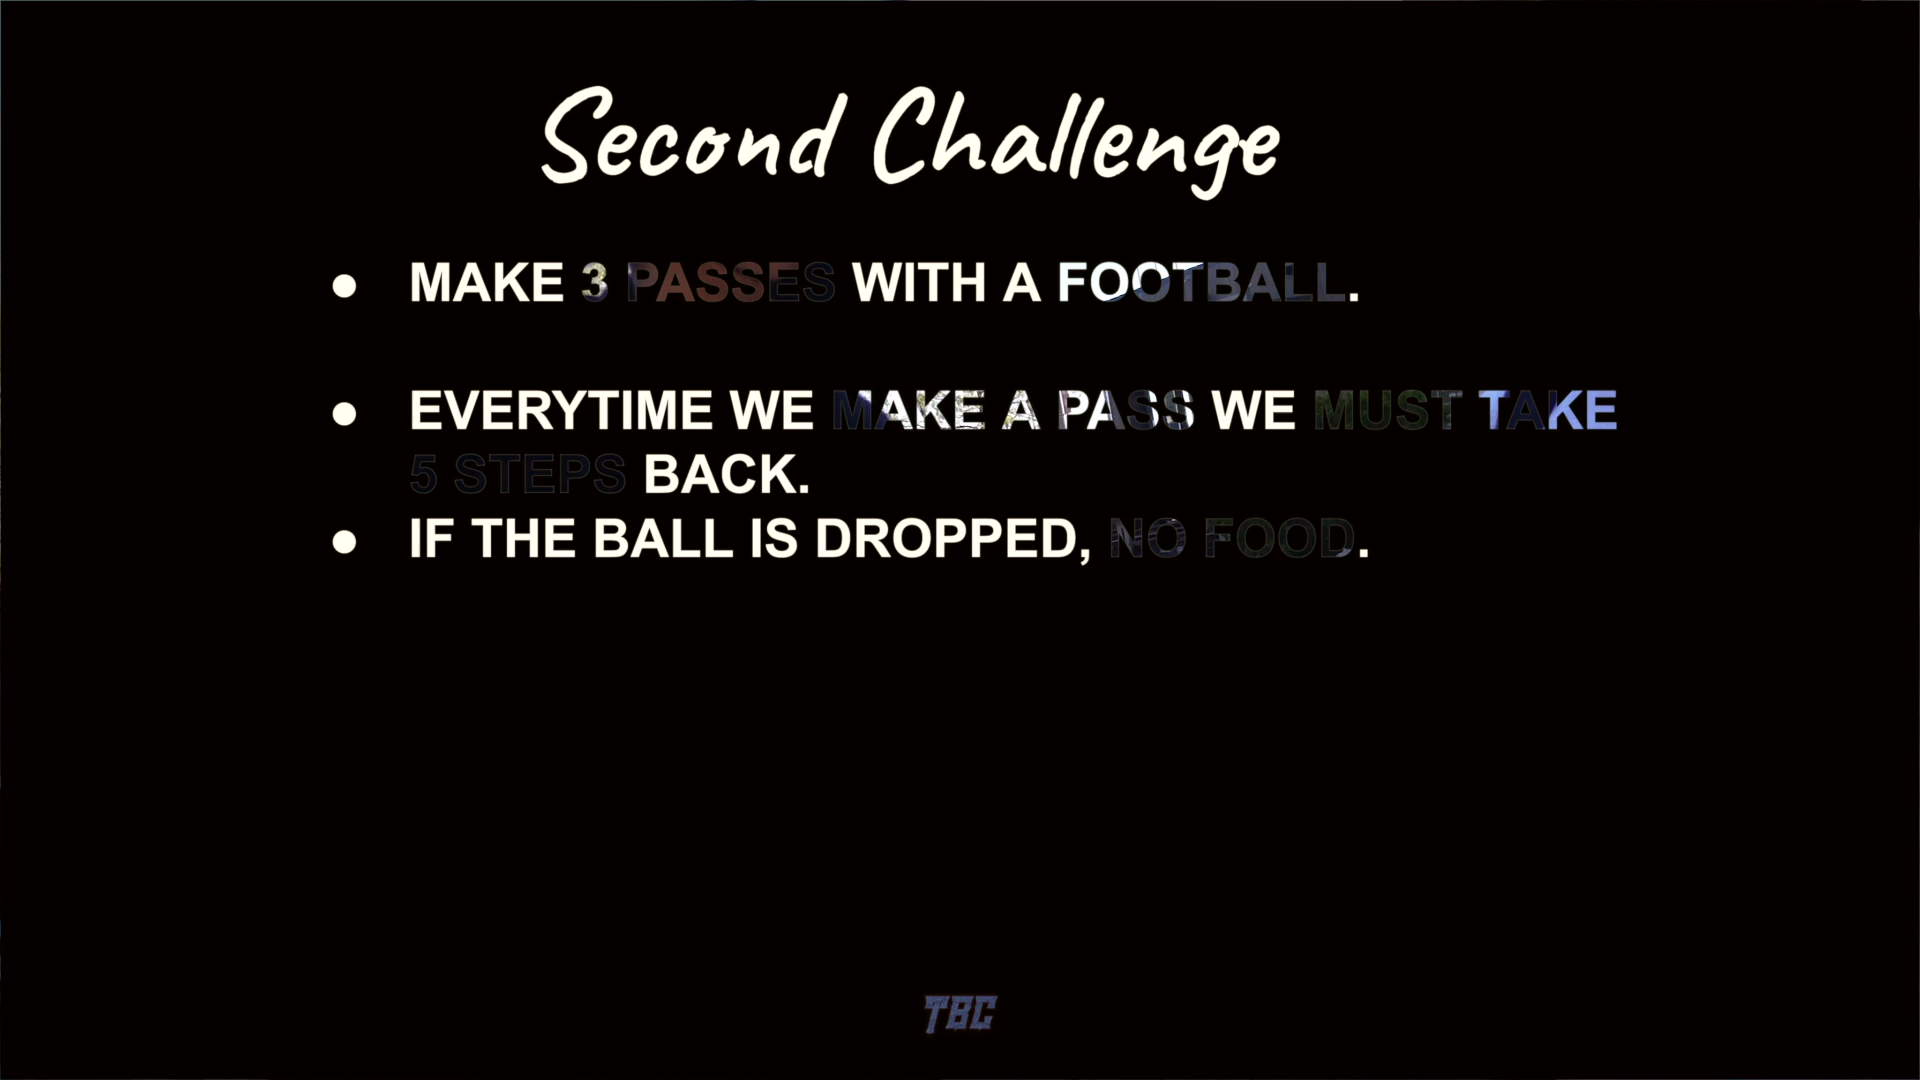 Second Challenge
● MAKE 3 PASSES WITH A FOOTBALL.
● EVERYTIME WE MAKE A PASS WE MUST TAKE
5 STEPS BACK.
● IF THE BALL IS DROPPED, NO FOOD.
TBC